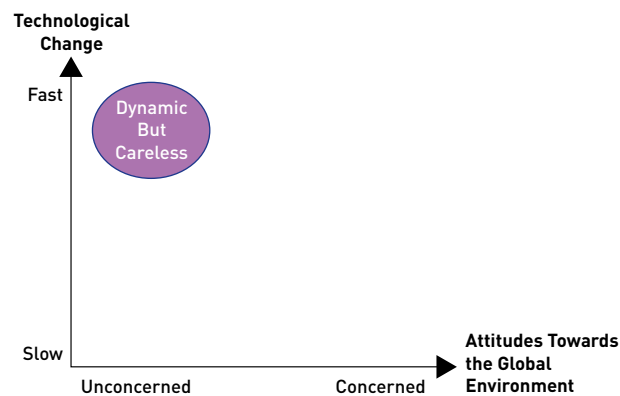 Technological
Change
Fast
Dynamic
But
Careless
Slow
Unconcerned
Concerned
Attitudes Towards
the Global
Environment